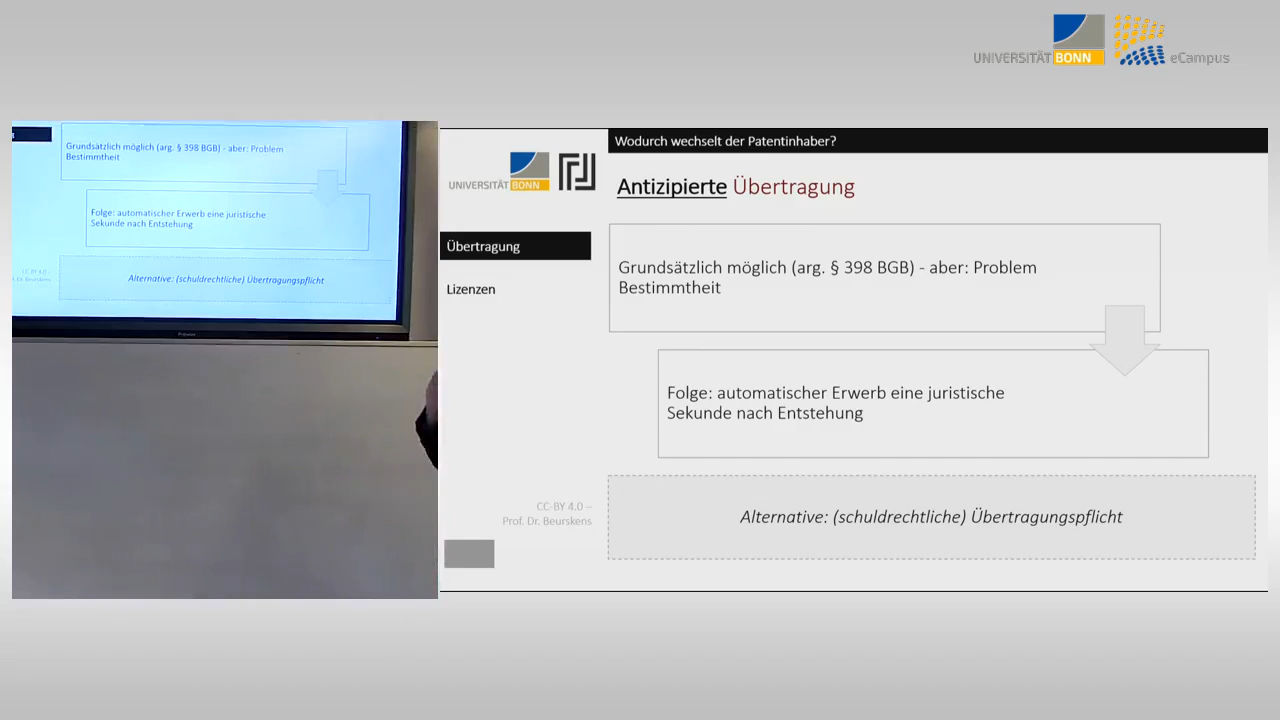 UNIVERSITÄT BONN
eCampus
Grundsätzlich möglich (arg. § 398 BGB) - aber: Problem
Bestimmtheit
Folge: automatischer Erwerb eine juristische
Sekunde nach Entstehung
Alternative: (schuldrechtliche) Übertragungspflicht
Wodurch wechselt der Patentinhaber?
UNIVERSITÄT BONN
Antizipierte Übertragung
Übertragung
Lizenzen
Grundsätzlich möglich (arg. § 398 BGB) - aber: Problem
Bestimmtheit
Folge: automatischer Erwerb eine juristische
Sekunde nach Entstehung
Alternative: (schuldrechtliche) Übertragungspflicht
CC-BY 4.0 –
Prof. Dr. Beurskens